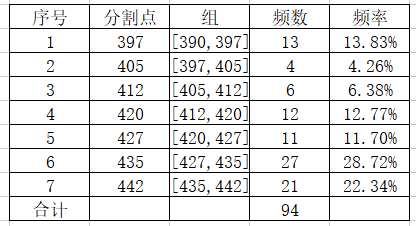 序号 分割点 组 频数 频率
1 397 [390,397] 13 13.83%
2 405 [397,405] 4 4.26%
3 412 [405,412] 6 6.38%
4 420 [412,420] 12 12.77%
5 427 [420,427] 11 11.70%
6 435 [427,435] 27 28.72%
7 442 [435,442] 21 22.34%
合计 94